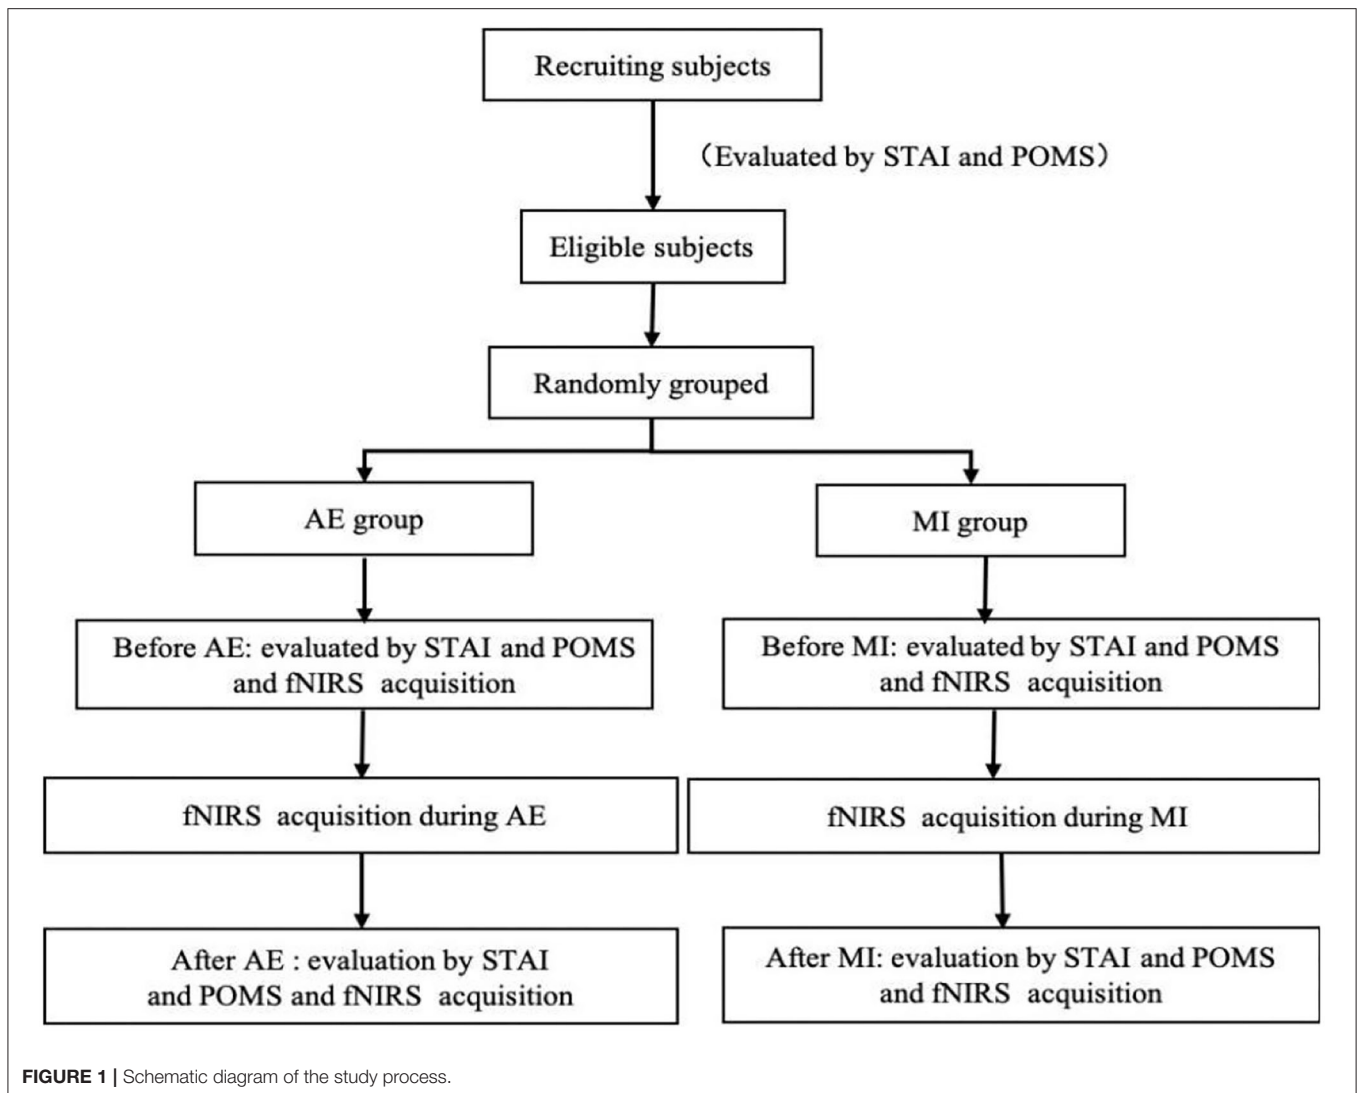 Recruiting subjects
（Evaluated by STAI and POMS）
Eligible subjects
Randomly grouped
AE group
MI group
Before AE: evaluated by STAI and POMS
and fNIRS acquisition
Before MI: evaluated by STAI and POMS
and fNIRS acquisition
fNIRS acquisition during AE
fNIRS acquisition during MI
After AE : evaluation by STAI
and POMS and fNIRS acquisition
After MI: evaluation by STAI and POMS
and fNIRS acquisition
FIGURE 1 | Schematic diagram of the study process.